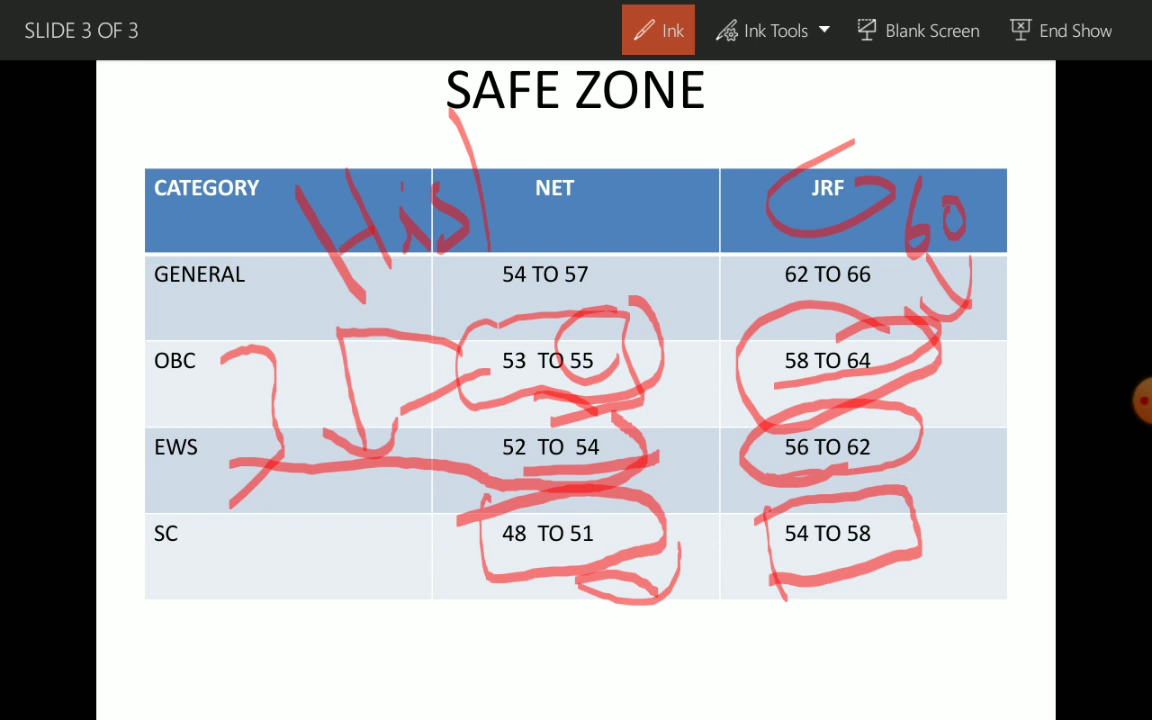 SLIDE 3 OF 3 Ink Ink Tools Blank Screen End Show
SAFE ZONE
CATEGORY NET JRF
His 60
GENERAL 54 TO 57 62 TO 66
OBC 53 TO 55 58 TO 64
EWS 52 TO 54 56 TO 62
SC 48 TO 51 54 TO 58